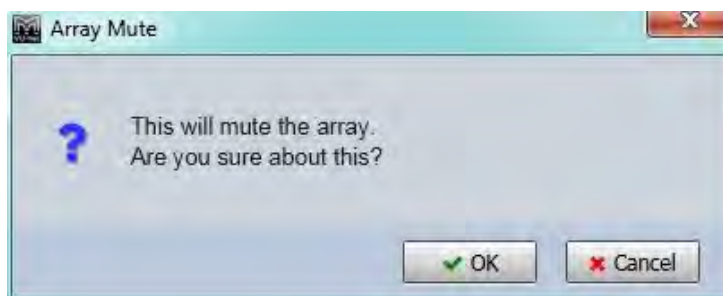 Array Mute
This will mute the array.
Are you sure about this?
OK
Cancel